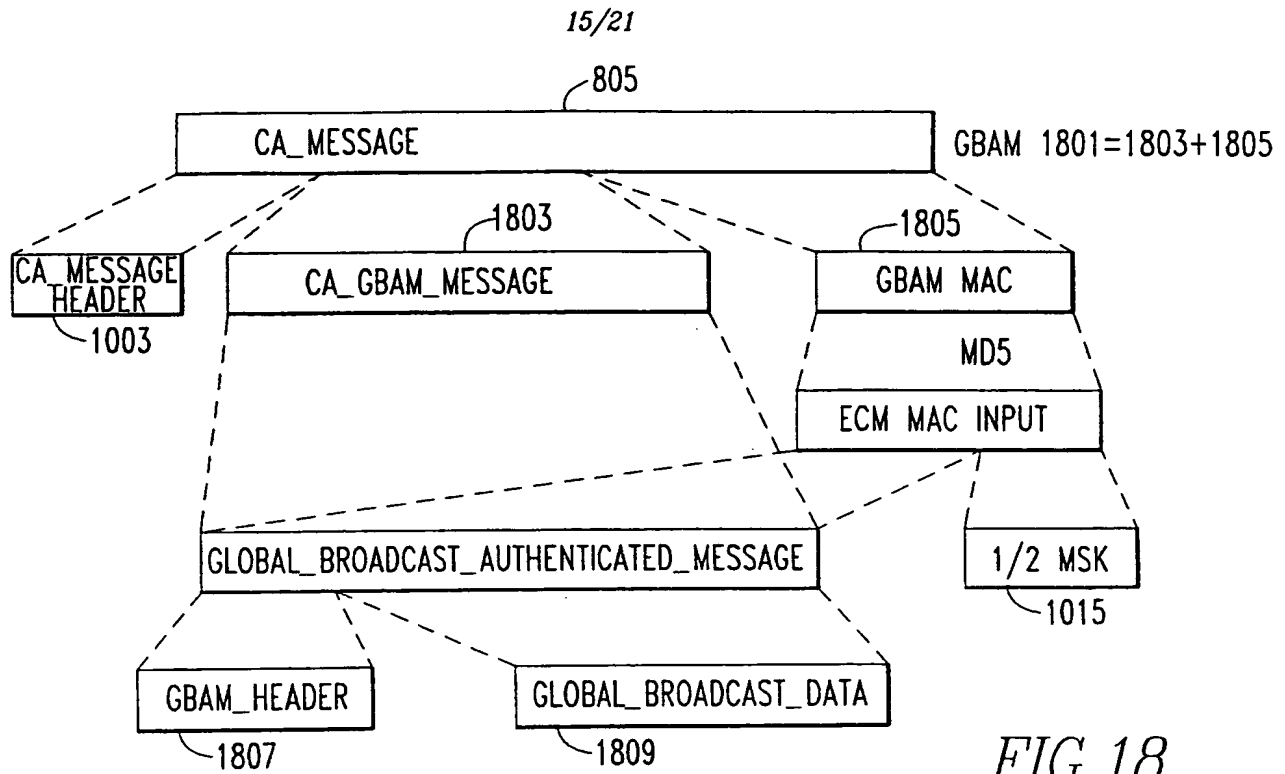 15/21
805
CA_MESSAGE
GBAM 1801=1803+1805
1803
1805
CA_MESSAGE
HEADER
CA_GBAM_MESSAGE
GBAM MAC
1003
MD5
ECM MAC INPUT
GLOBAL_BROADCAST_AUTHENTICATED_MESSAGE
1/2 MSK
1015
GBAM_HEADER
GLOBAL_BROADCAST_DATA
1807
1809
FIG. 18